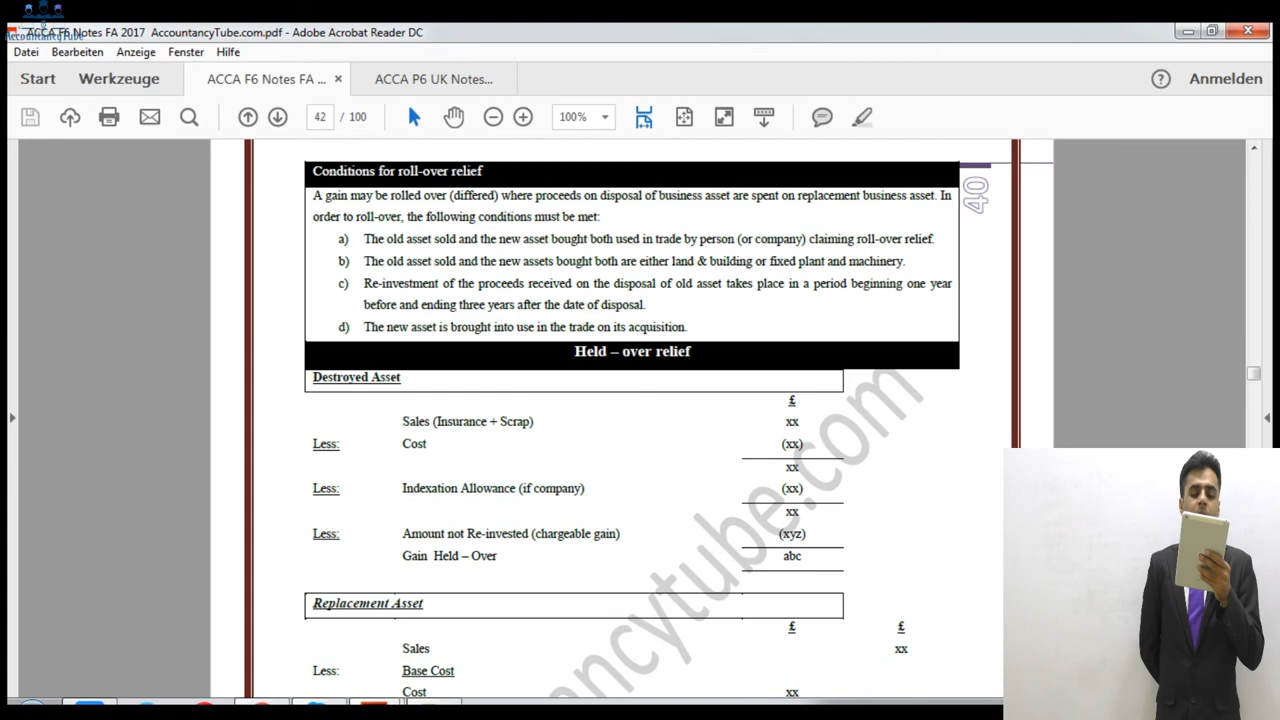 ACCA F6 Notes FA 2017 AccountancyTube.com.pdf - Adobe Acrobat Reader DC
AccountancyTube
Datei Bearbeiten Anzeige Fenster Hilfe
Start Werkzeuge ACCA F6 Notes FA ... × ACCA P6 UK Notes... ? Anmelden
42 / 100 100%
Conditions for roll-over relief
A gain may be rolled over (differed) where proceeds on disposal of business asset are spent on replacement business asset. In
order to roll-over, the following conditions must be met:
a) The old asset sold and the new asset bought both used in trade by person (or company) claiming roll-over relief.
b) The old asset sold and the new assets bought both are either land & building or fixed plant and machinery.
c) Re-investment of the proceeds received on the disposal of old asset takes place in a period beginning one year
before and ending three years after the date of disposal.
d) The new asset is brought into use in the trade on its acquisition.
40
Held – over relief
Destroyed Asset
£
Sales (Insurance + Scrap) xx
Less: Cost (xx)
xx
Less: Indexation Allowance (if company) (xx)
xx
Less: Amount not Re-invested (chargeable gain) (xyz)
Gain Held – Over abc
Replacement Asset
£ £
Sales xx
Less: Base Cost
Cost xx
ancytube.com